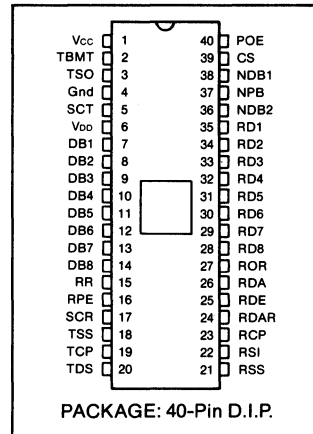 Vcc 1 40 POE
TBMT 2 39 CS
TSO 3 38 NDB1
Gnd 4 37 NPB
SCT 5 36 NDB2
VDD 6 35 RD1
DB1 7 34 RD2
DB2 8 33 RD3
DB3 9 32 RD4
DB4 10 31 RD5
DB5 11 30 RD6
DB6 12 29 RD7
DB7 13 28 RD8
DB8 14 27 ROR
RR 15 26 RDA
RPE 16 25 RDE
SCR 17 24 RDAR
TSS 18 23 RCP
TCP 19 22 RSI
TDS 20 21 RSS
PACKAGE: 40-Pin D.I.P.